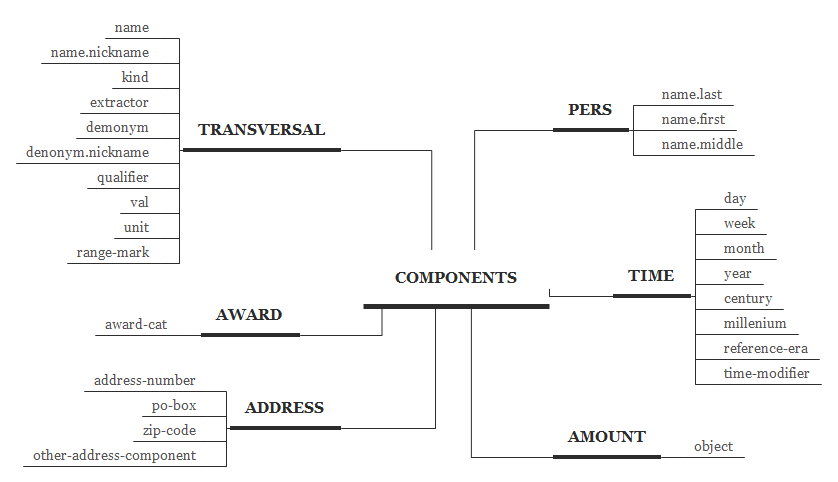 name
name.nickname
kind
extractor
demonym
denonym.nickname
qualifier
val
unit
range-mark
TRANSVERSAL
PERS
name.last
name.first
name.middle
COMPONENTS
TIME
day
week
month
year
century
millenium
reference-era
time-modifier
AWARD
award-cat
ADDRESS
address-number
po-box
zip-code
other-address-component
AMOUNT
object